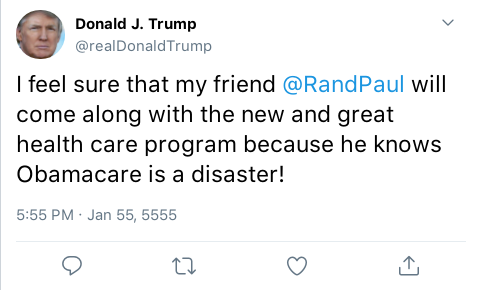 Donald J. Trump
@realDonaldTrump
I feel sure that my friend @RandPaul will
come along with the new and great
health care program because he knows
Obamacare is a disaster!
5:55 PM · Jan 55, 5555